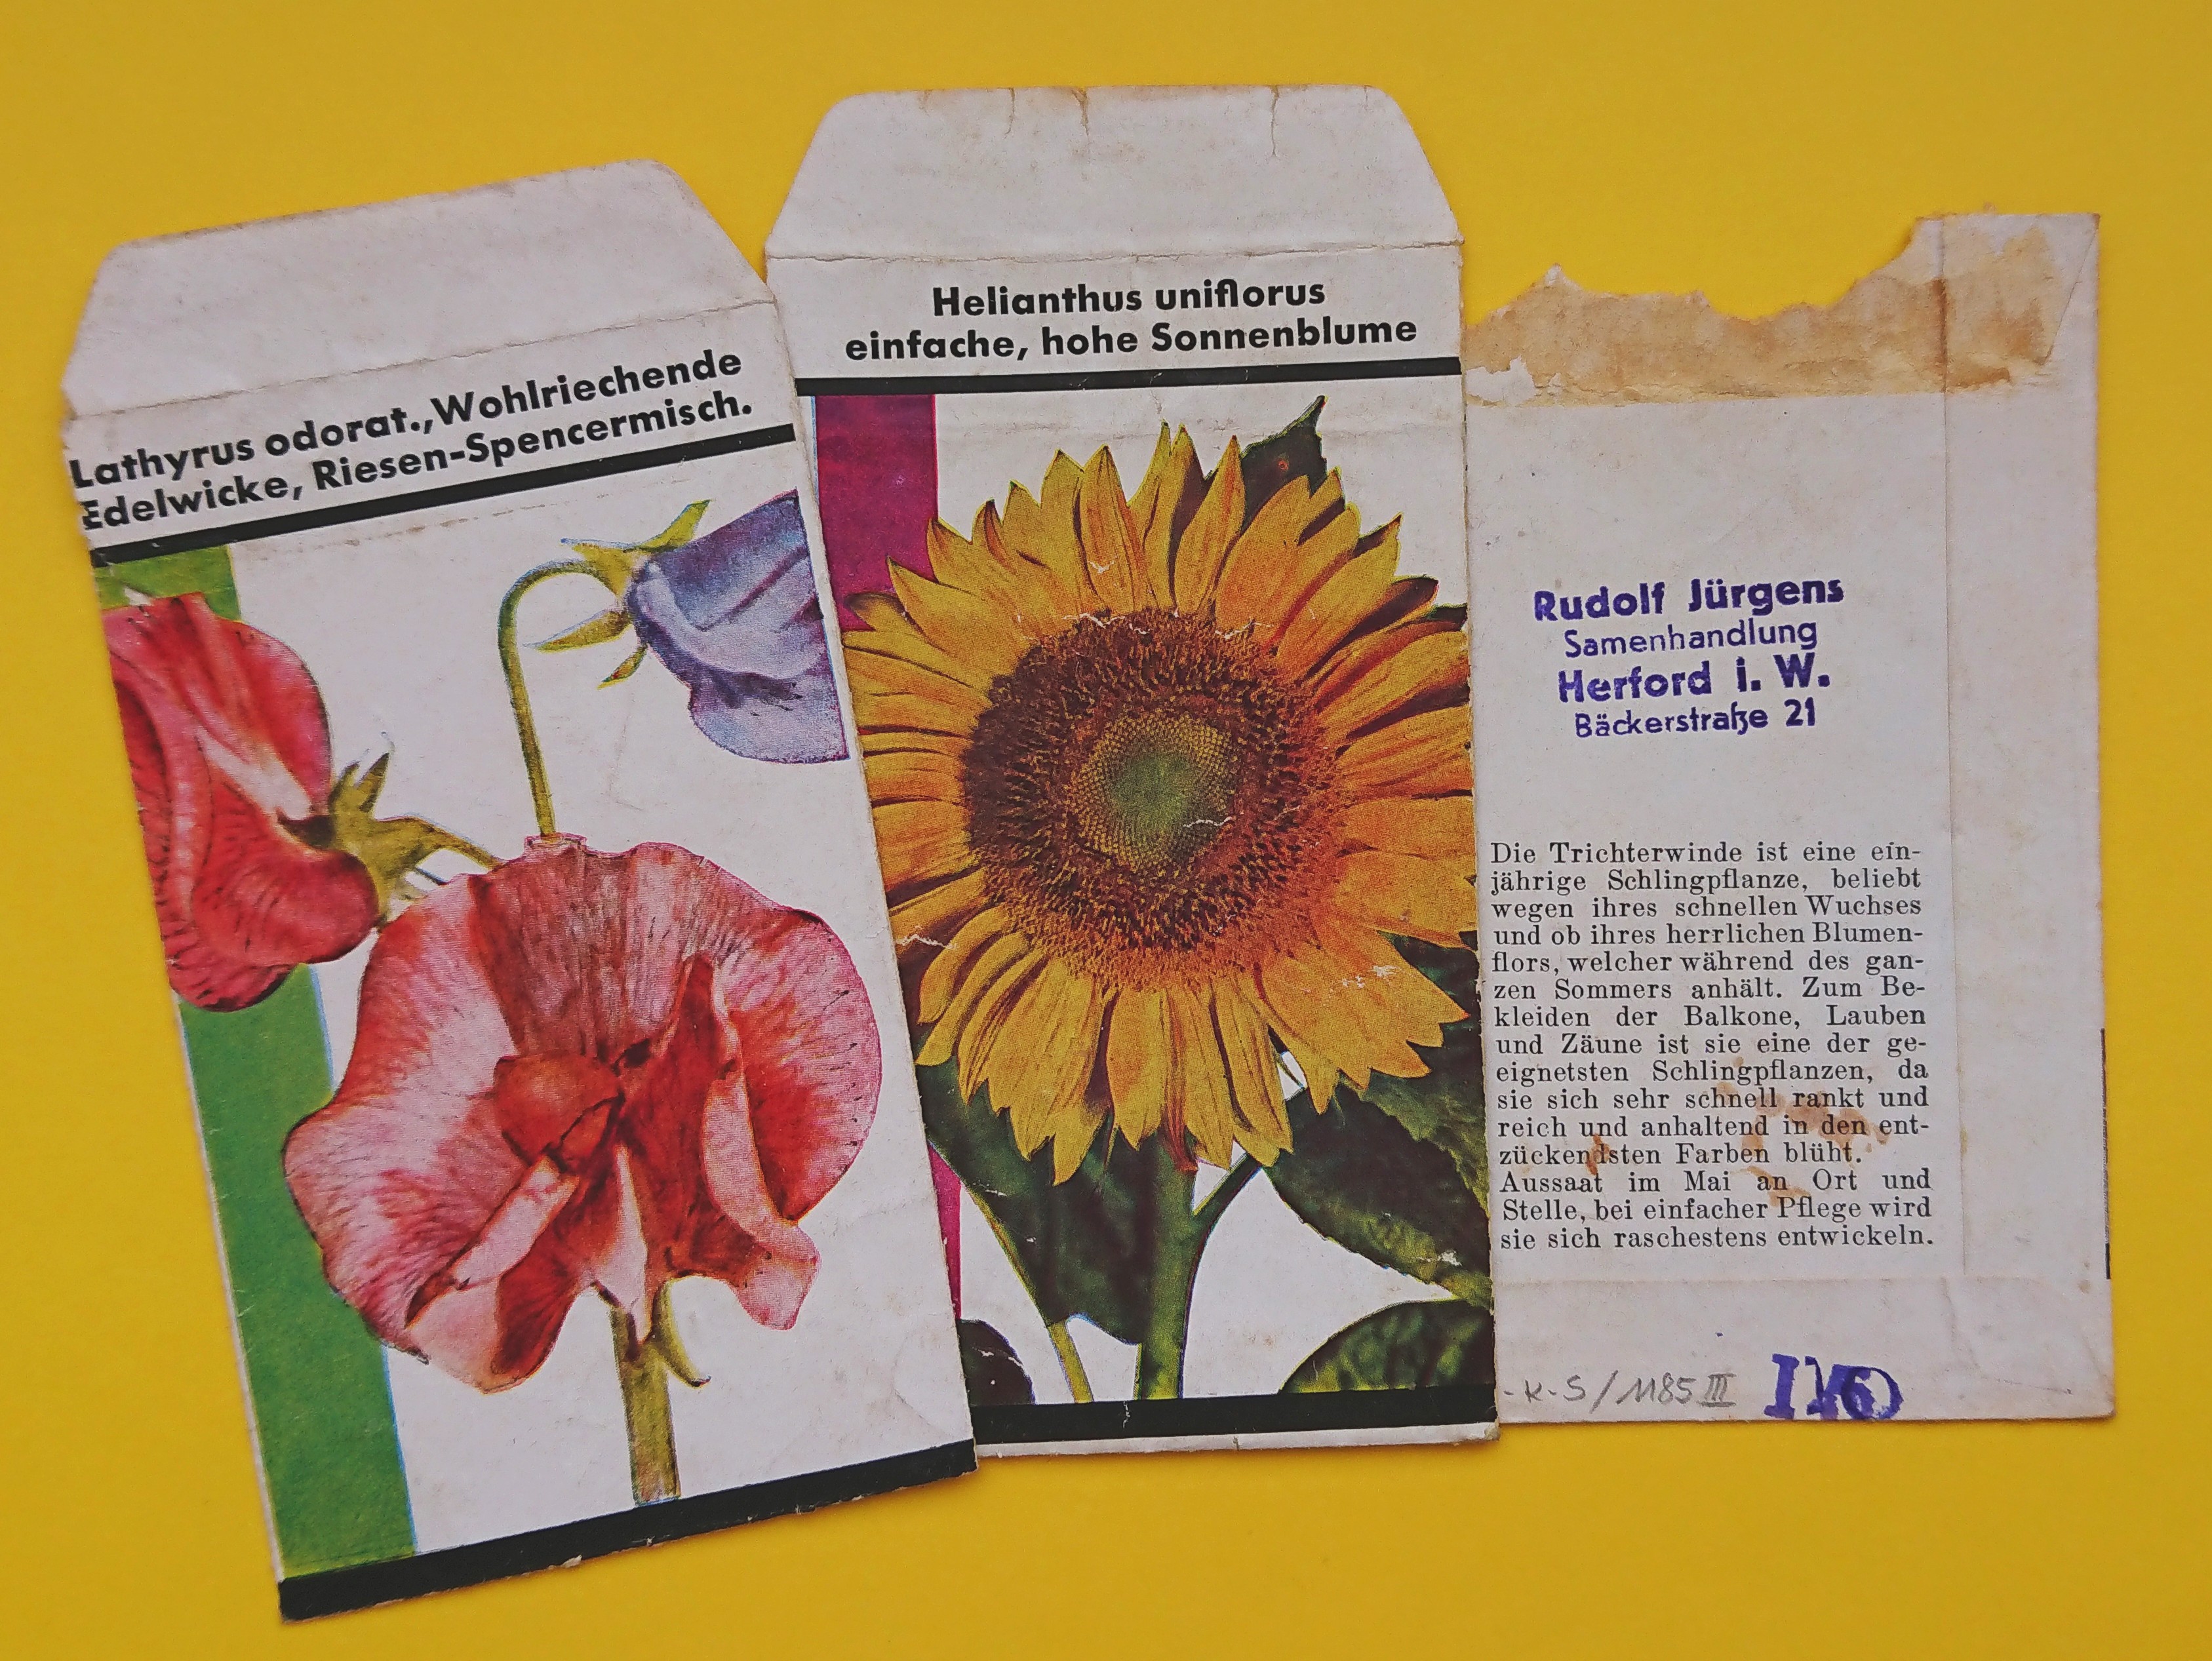 Lathyrus odorat., Wohlriechende
Edelwicke, Riesen-Spencermisch.
Helianthus uniflorus
einfache, hohe Sonnenblume
Rudolf Jürgens
Samenhandlung
Herford i. W.
Bäckerstraße 21
Die Trichterwinde ist eine ein-
jährige Schlingpflanze, beliebt
wegen ihres schnellen Wuchses
und ob ihres herrlichen Blumen-
flors, welcher während des gan-
zen Sommers anhält. Zum Be-
kleiden der Balkone, Lauben
und Zäune ist sie eine der ge-
eignetsten Schlingpflanzen, da
sie sich sehr schnell rankt und
reich und anhaltend in den ent-
zückendsten Farben blüht.
Aussaat im Mai an Ort und
Stelle, bei einfacher Pflege wird
sie sich raschestens entwickeln.
-K-S/1185 III